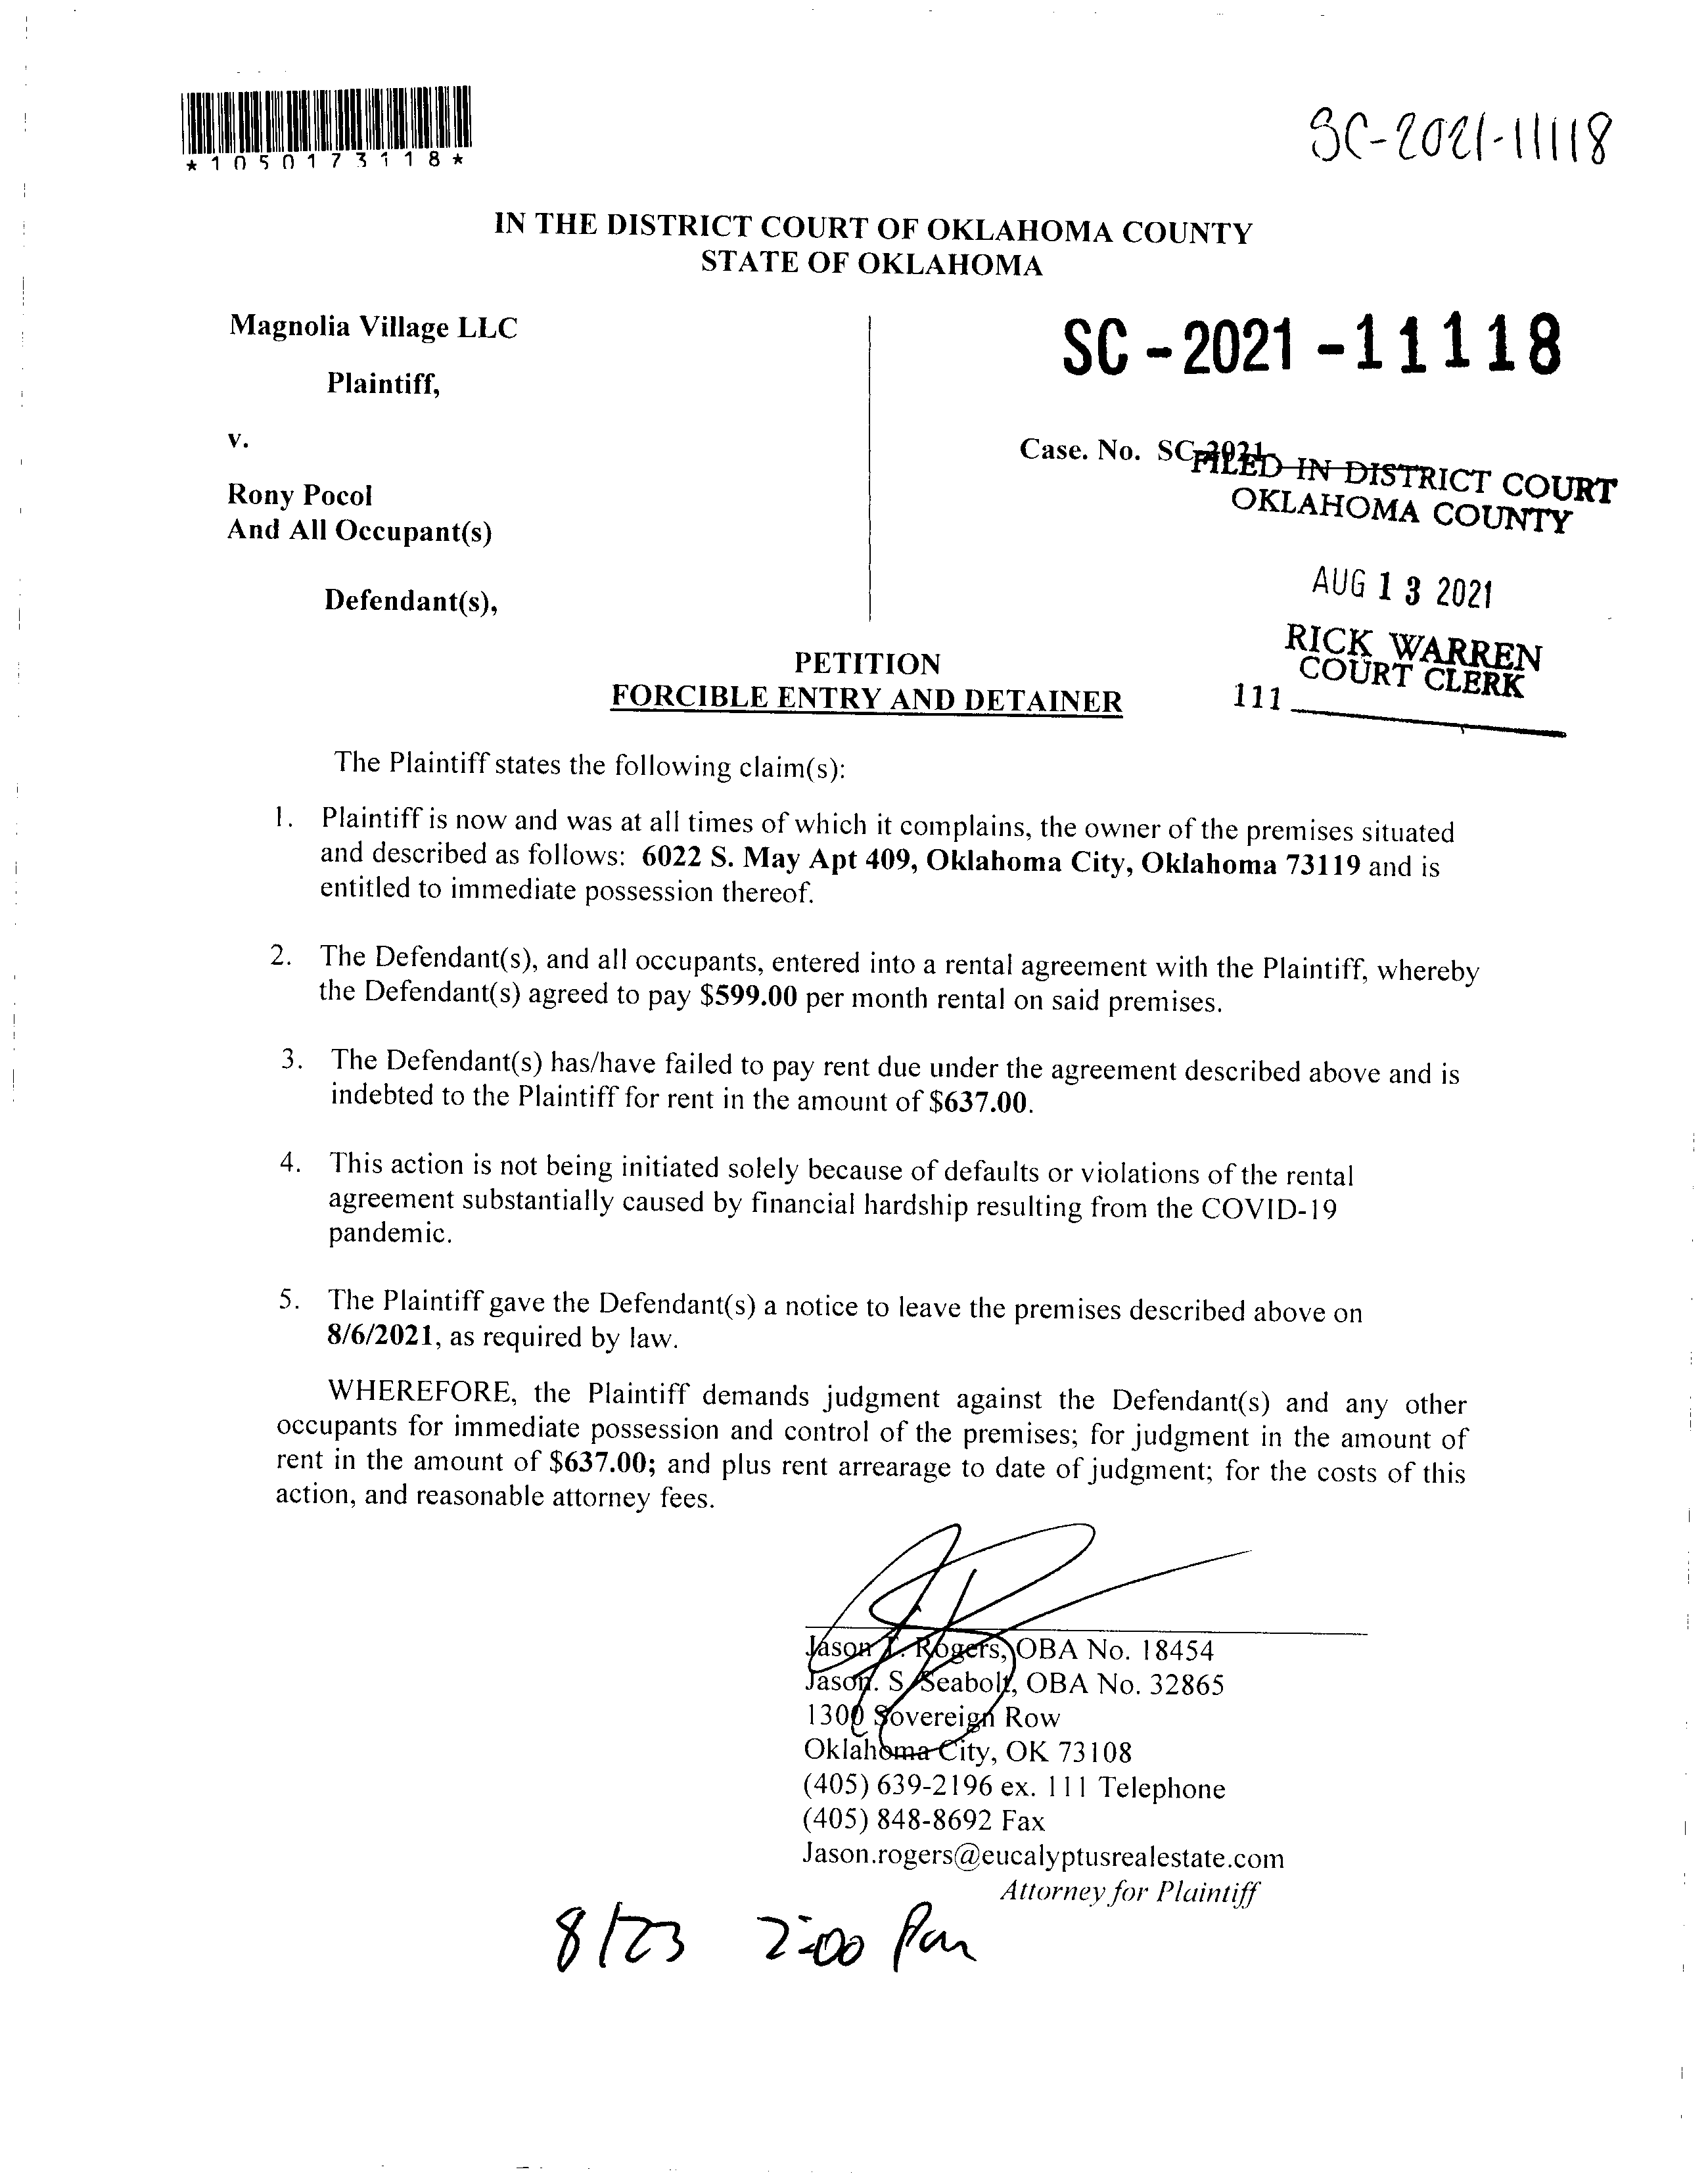 *1050173118*
SC-2021-11118
IN THE DISTRICT COURT OF OKLAHOMA COUNTY
STATE OF OKLAHOMA
Magnolia Village LLC
Plaintiff,
v.
Rony Pocol
And All Occupant(s)
Defendant(s),
SC-2021-11118
Case. No. SC-2021-
FILED IN DISTRICT COURT
OKLAHOMA COUNTY
AUG 13 2021
RICK WARREN
COURT CLERK
111
PETITION
FORCIBLE ENTRY AND DETAINER
The Plaintiff states the following claim(s):
1. Plaintiff is now and was at all times of which it complains, the owner of the premises situated
and described as follows: 6022 S. May Apt 409, Oklahoma City, Oklahoma 73119 and is
entitled to immediate possession thereof.
2. The Defendant(s), and all occupants, entered into a rental agreement with the Plaintiff, whereby
the Defendant(s) agreed to pay $599.00 per month rental on said premises.
3. The Defendant(s) has/have failed to pay rent due under the agreement described above and is
indebted to the Plaintiff for rent in the amount of $637.00.
4. This action is not being initiated solely because of defaults or violations of the rental
agreement substantially caused by financial hardship resulting from the COVID-19
pandemic.
5. The Plaintiff gave the Defendant(s) a notice to leave the premises described above on
8/6/2021, as required by law.
WHEREFORE, the Plaintiff demands judgment against the Defendant(s) and any other
occupants for immediate possession and control of the premises; for judgment in the amount of
rent in the amount of $637.00; and plus rent arrearage to date of judgment; for the costs of this
action, and reasonable attorney fees.
Jason Rogers, OBA No. 18454
Jason. S. Seabolt, OBA No. 32865
1300 Sovereign Row
Oklahoma City, OK 73108
(405) 639-2196 ex. 111 Telephone
(405) 848-8692 Fax
Jason.rogers@eucalyptusrealestate.com
Attorney for Plaintiff
8/23 2:00 pm